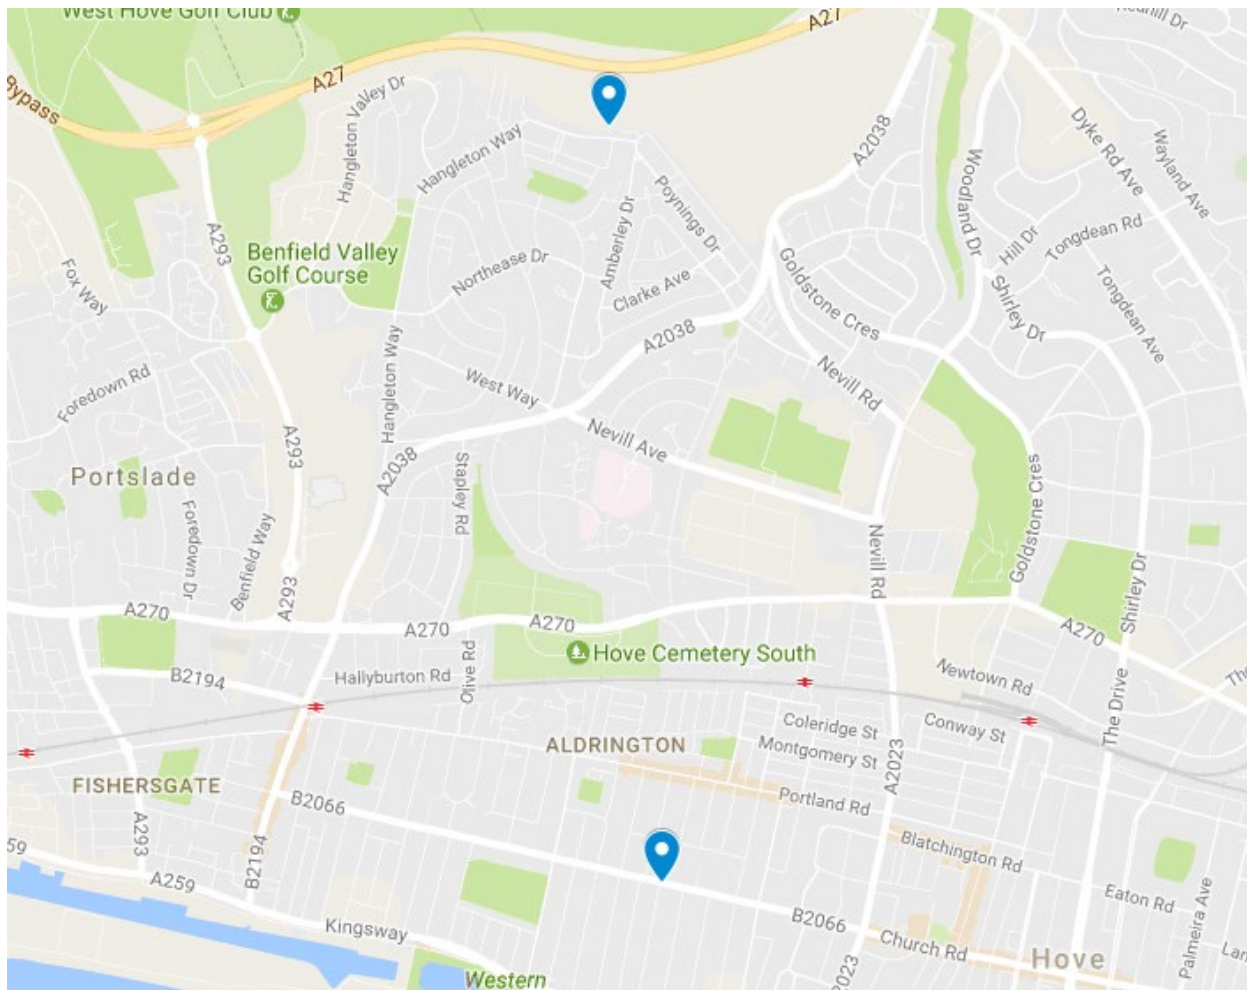 West Hove Golf Club
A27
Bypass
A27
Hangleton Valley Dr
Hangleton Way
A2038
Dyke Rd Ave
Wayland Ave
Woodland Dr
Poynings Dr
Amberley Dr
A293
Benfield Valley
Golf Course
Northease Dr
Clarke Ave
Goldstone Cres
Hill Dr
Tongdean Rd
Tongdean Ave
Shirley Dr
Fox Way
A2038
Hangleton Way
West Way
Nevill Rd
Foredown Rd
A293
Nevill Ave
A2038
Portslade
Stapley Rd
Foredown Dr
Benfield Way
Goldstone Cres
Nevill Rd
Shirley Dr
A293
A270
A270
A270
A270
Hove Cemetery South
Olive Rd
Hallyburton Rd
B2194
Newtown Rd
The Drive
Coleridge St
Conway St
ALDRINGTON
Montgomery St
A2023
FISHERSGATE
Portland Rd
B2066
A293
B2194
Blatchington Rd
59
A259
Eaton Rd
Palmeira Ave
Kingsway
B2066
Church Rd
Hove
2023
Western